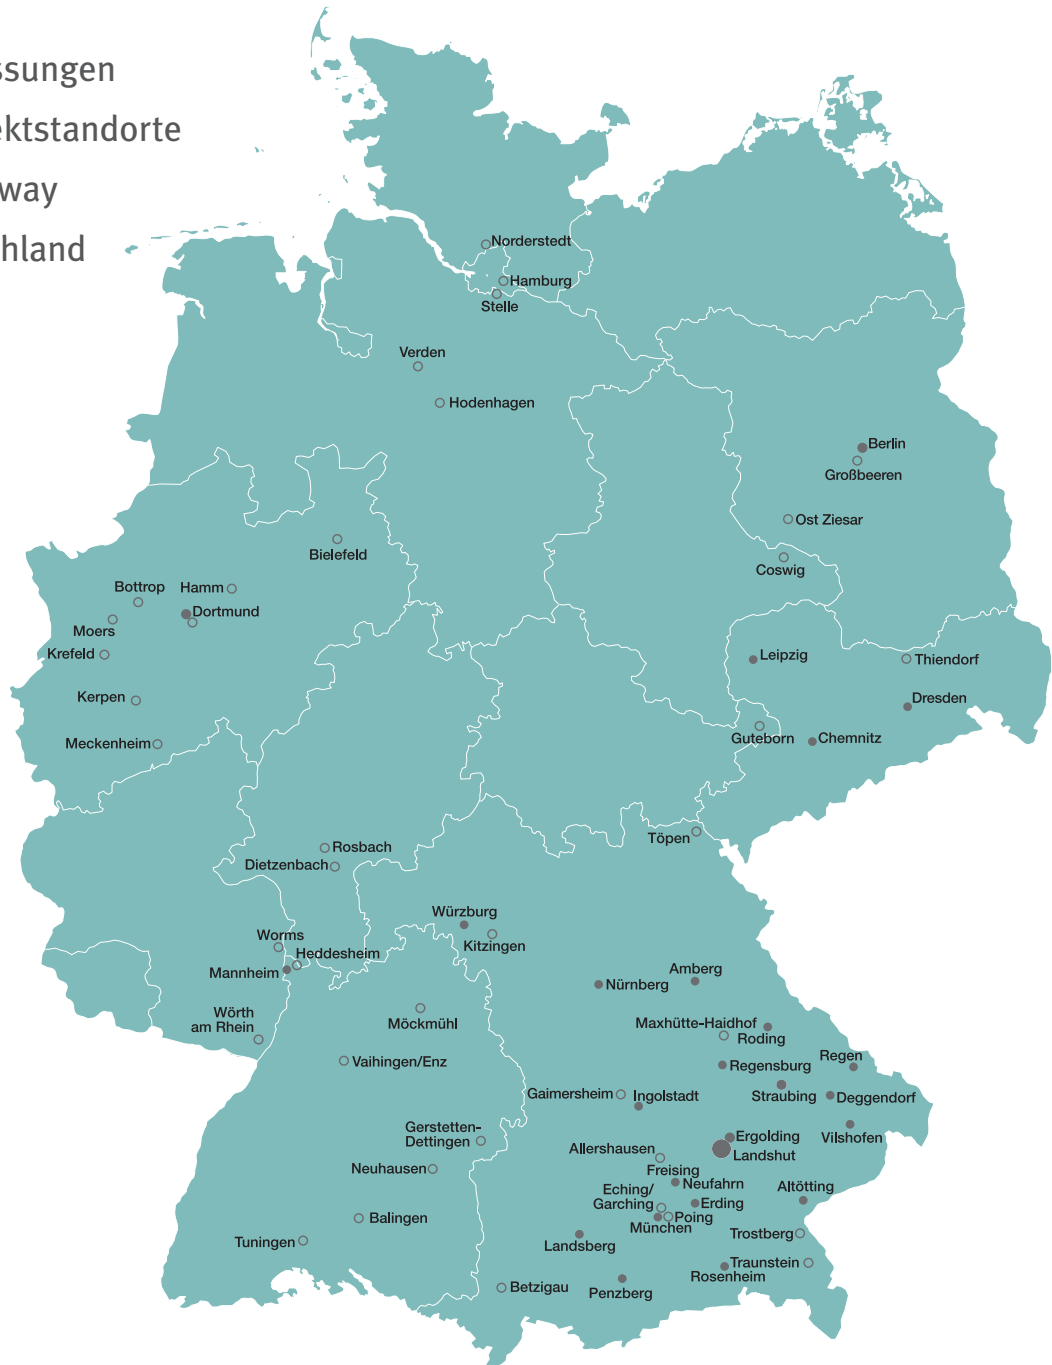 ssungen
ektstandorte
way
hland
Norderstedt
Hamburg
Stelle
Verden
Hodenhagen
Berlin
Großbeeren
Ost Ziesar
Bielefeld
Coswig
Bottrop
Hamm
Dortmund
Moers
Krefeld
Leipzig
Thiendorf
Kerpen
Dresden
Meckenheim
Guteborn
Chemnitz
Töpen
Rosbach
Dietzenbach
Würzburg
Kitzingen
Worms
Heddesheim
Mannheim
Amberg
Nürnberg
Wörth
am Rhein
Möckmühl
Maxhütte-Haidhof
Roding
Vaihingen/Enz
Regensburg
Regen
Gaimersheim
Ingolstadt
Straubing
Deggendorf
Gerstetten-
Dettingen
Vilshofen
Ergolding
Landshut
Allershausen
Neuhausen
Freising
Neufahrn
Altötting
Eching/
Garching
Erding
Poing
München
Balingen
Tuningen
Landsberg
Trostberg
Traunstein
Rosenheim
Betzigau
Penzberg